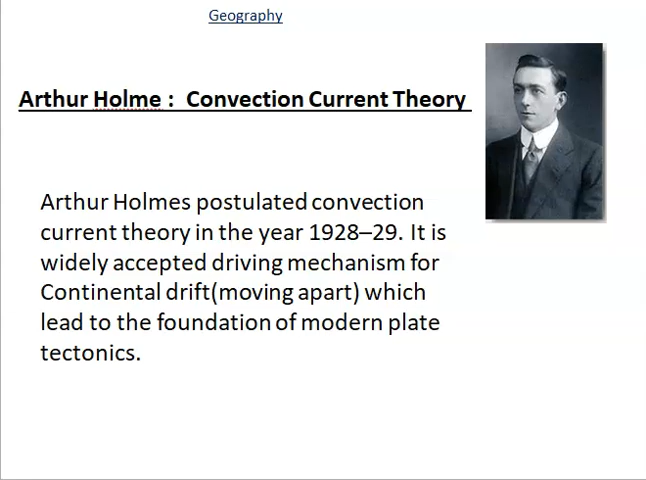 Geography
Arthur Holme : Convection Current Theory
Arthur Holmes postulated convection
current theory in the year 1928–29. It is
widely accepted driving mechanism for
Continental drift(moving apart) which
lead to the foundation of modern plate
tectonics.